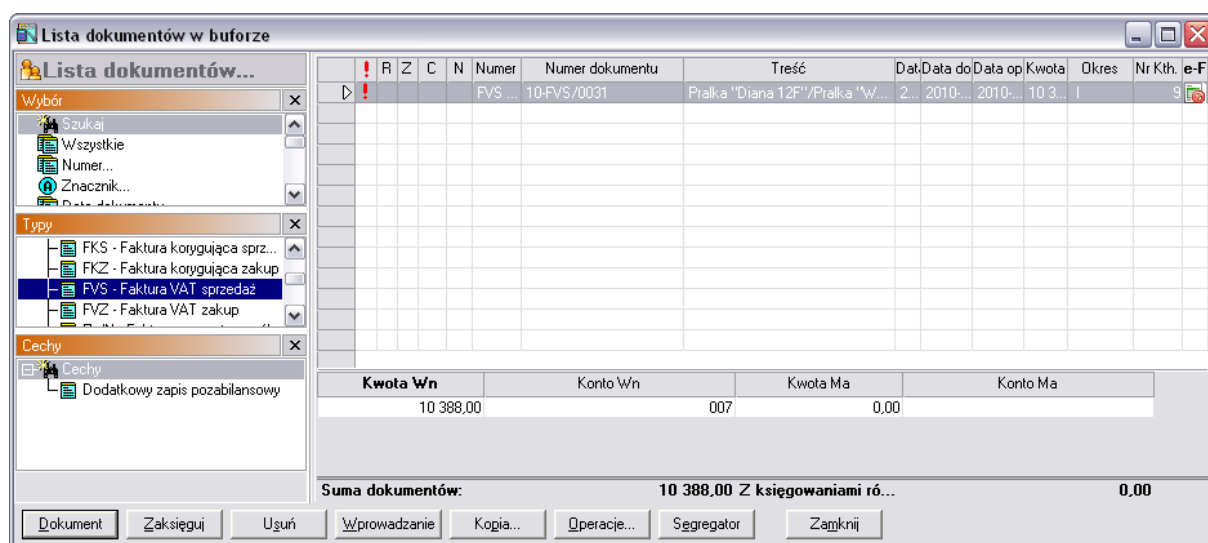 Lista dokumentów w buforze
Lista dokumentów...
Wybór
Szukaj
Wszystkie
Numer...
Znacznik...
Typy
FKS - Faktura korygująca sprz...
FKZ - Faktura korygująca zakup
FVS - Faktura VAT sprzedaż
FVZ - Faktura VAT zakup
Cechy
Cechy
Dodatkowy zapis pozabilansowy
! R Z C N Numer Numer dokumentu Treść Dat Data do Data op Kwota Okres Nr Kth. e-F
! FVS ... 10-FVS/0031 Pralka "Diana 12F"/Pralka "W... 2... 2010-... 2010-... 10 3... I 9
Kwota Wn Konto Wn Kwota Ma Konto Ma
10 388,00 007 0,00
Suma dokumentów: 10 388,00 Z księgowaniami ró... 0,00
Dokument Zaksięguj Usuń Wprowadzanie Kopia... Operacje... Segregator Zamknij